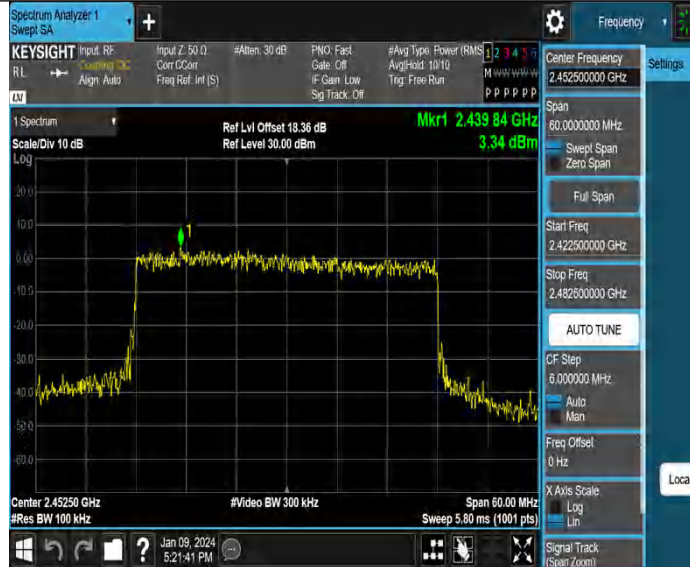 Spectrum Analyzer 1
Swept SA
+
Frequency
KEYSIGHT
RL
LXI
Input: RF
Coupling: DC
Align: Auto
Input Z: 50 Ω
Corr CCorr
Freq Ref: Int (S)
#Atten: 30 dB
PNO: Fast
Gate: Off
IF Gain: Low
Sig Track: Off
#Avg Type: Power (RMS
Avg|Hold: 10/10
Trig: Free Run
1 2 3 4 5 6
M W W W W W
P P P P P P
1 Spectrum
Scale/Div 10 dB
Ref Lvl Offset 18.36 dB
Ref Level 30.00 dBm
Mkr1 2.439 84 GHz
3.34 dBm
Log
20.0
10.0
0.00
-10.0
-20.0
-30.0
-40.0
-50.0
-60.0
1
Center 2.45250 GHz
#Res BW 100 kHz
#Video BW 300 kHz
Span 60.00 MHz
Sweep 5.80 ms (1001 pts)
Center Frequency
2.452500000 GHz
Settings
Span
60.0000000 MHz
Swept Span
Zero Span
Full Span
Start Freq
2.422500000 GHz
Stop Freq
2.482500000 GHz
AUTO TUNE
CF Step
6.000000 MHz
Auto
Man
Freq Offset
0 Hz
X Axis Scale
Log
Lin
Signal Track
(Span Zoom)
Loca
?
Jan 09, 2024
5:21:41 PM